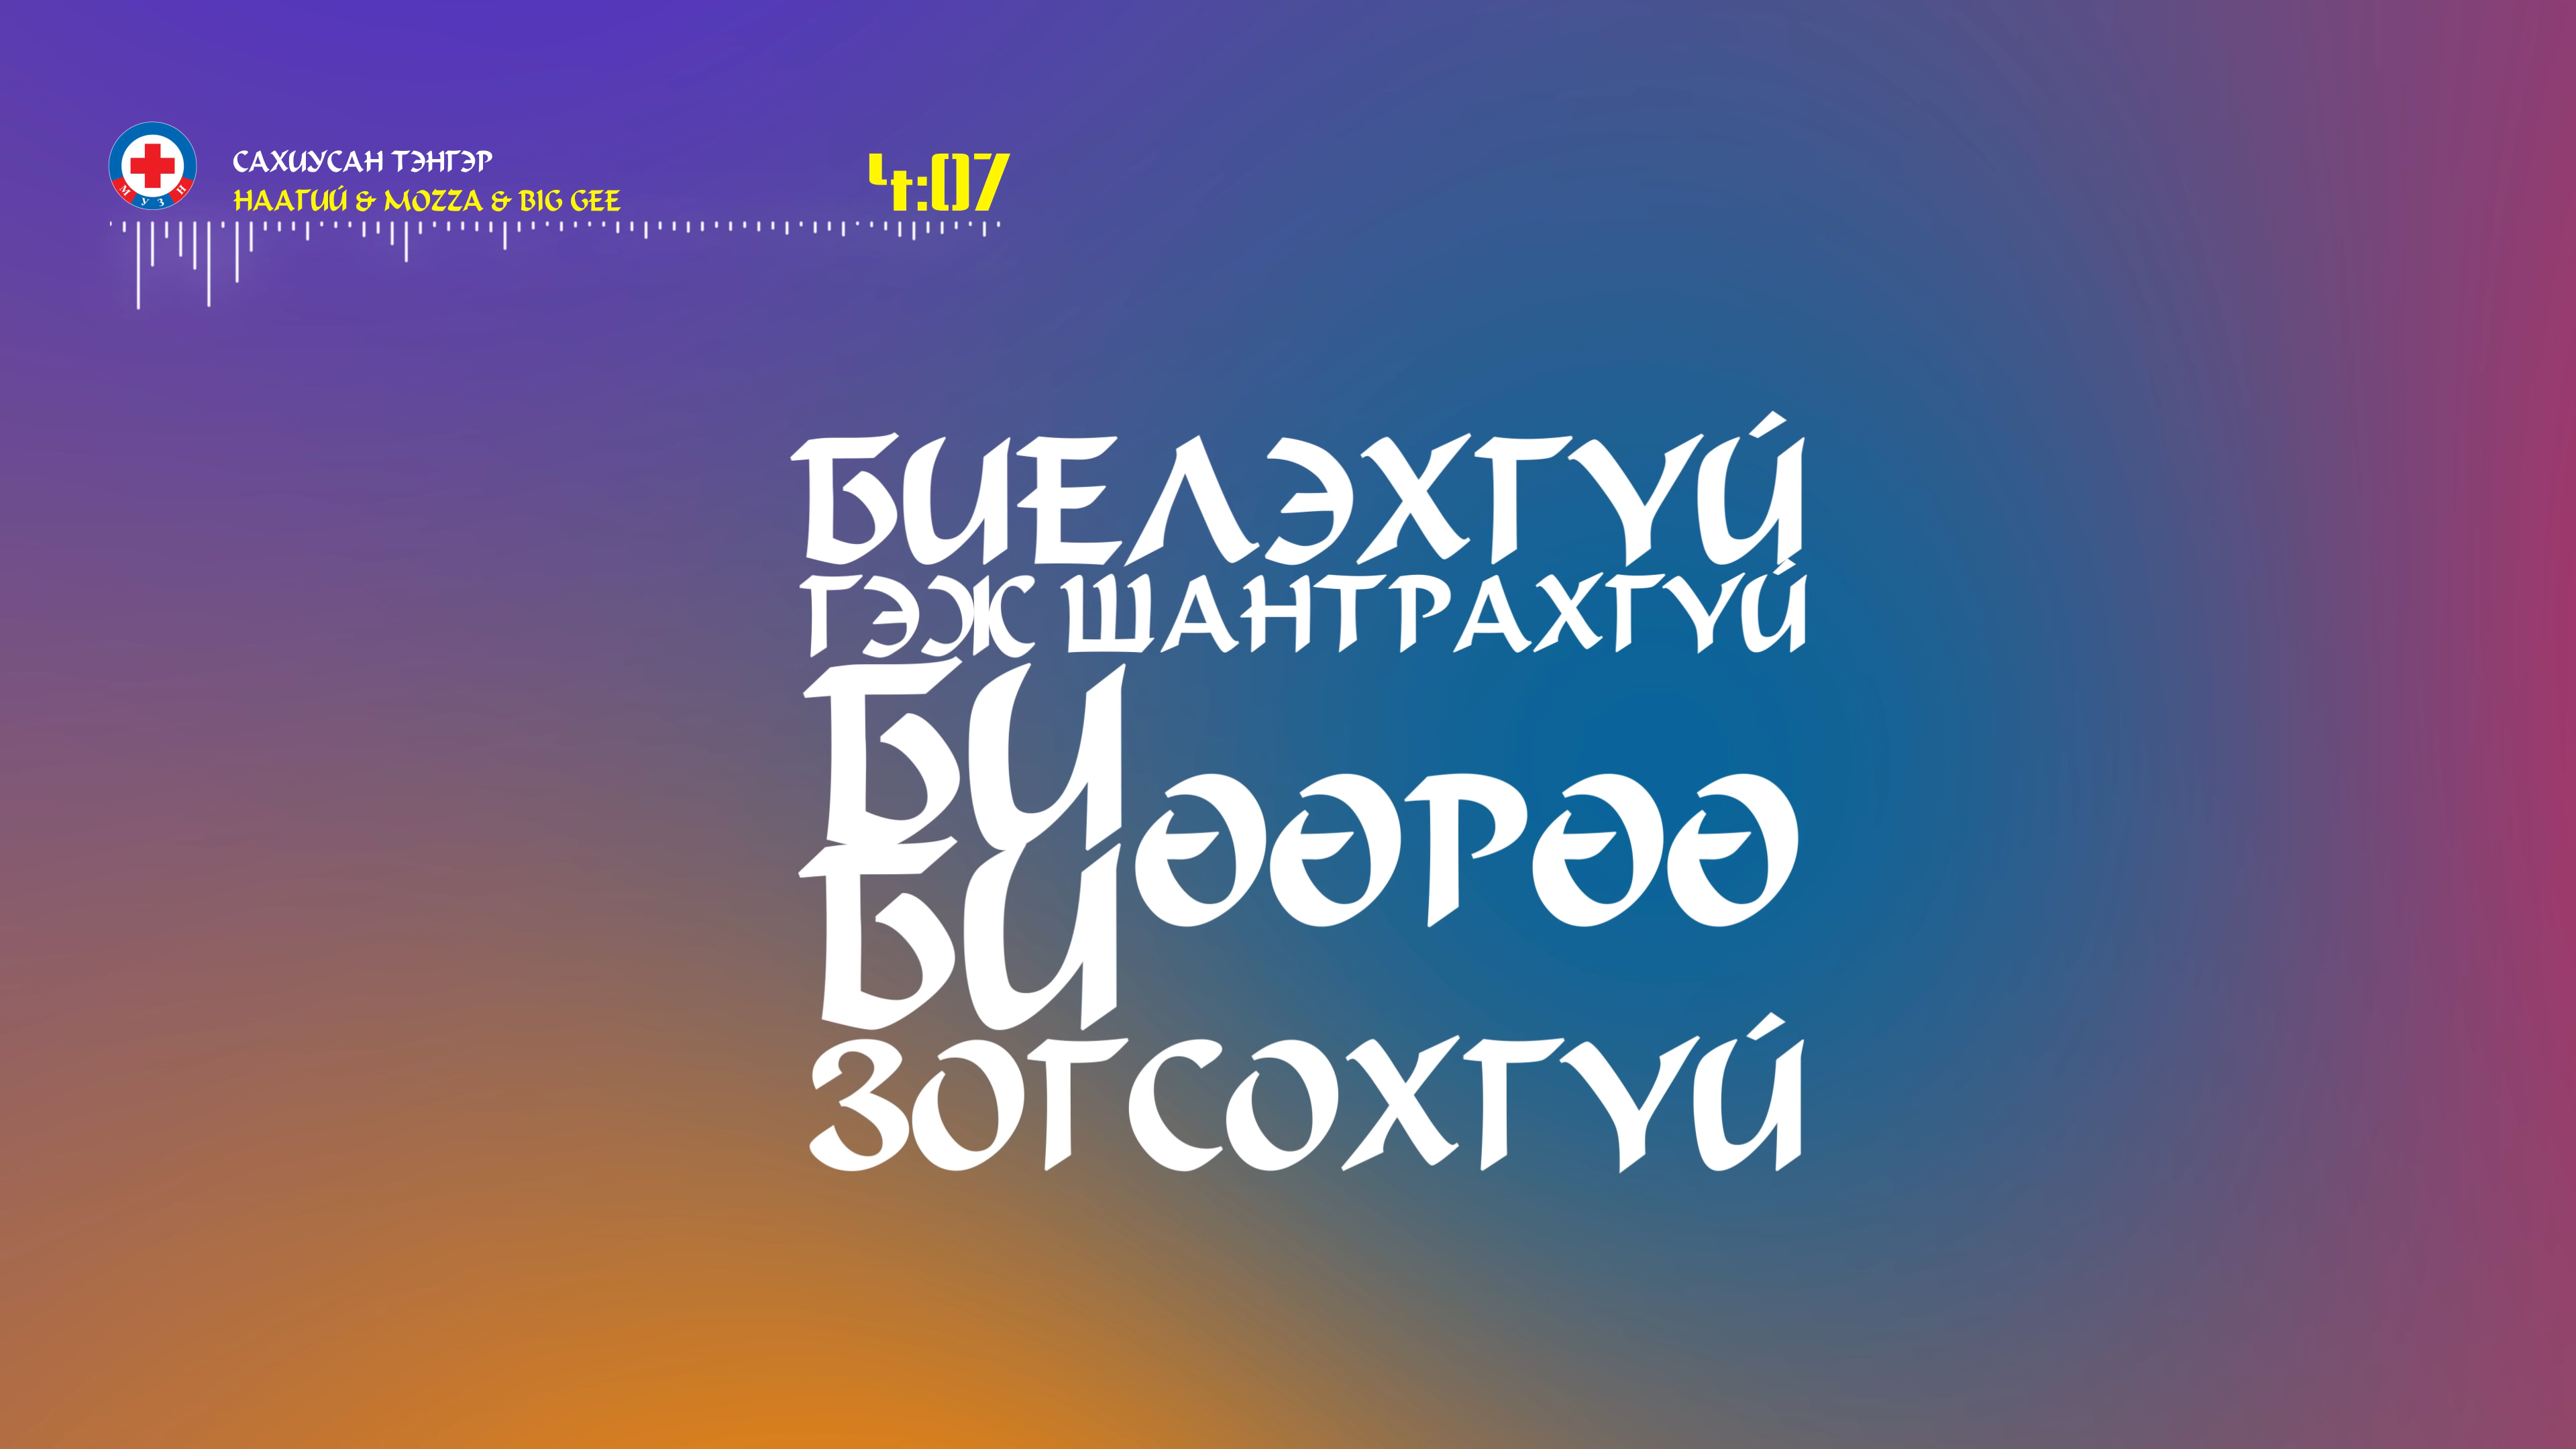 САХИУСАН ТЭНГЭР
НААГИЙ & MOZZA & BIG GEE
4:07
М У З Н
БИЕЛЭХГҮЙ
ГЭЖ ШАНТРАХГҮЙ
БИ ӨӨРӨӨ
БИ
ЗОГСОХГҮЙ